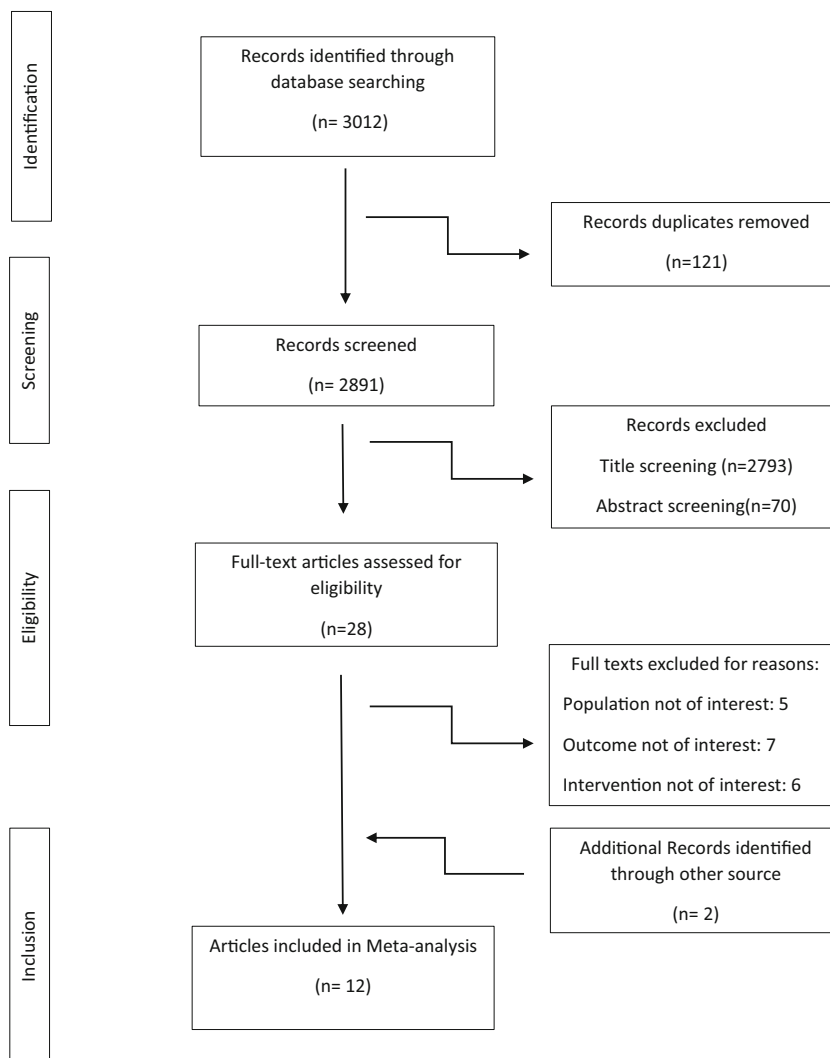 Identification
Records identified through
database searching
(n= 3012)
Records duplicates removed
(n=121)
Screening
Records screened
(n= 2891)
Records excluded
Title screening (n=2793)
Abstract screening(n=70)
Eligibility
Full-text articles assessed for
eligibility
(n=28)
Full texts excluded for reasons:
Population not of interest: 5
Outcome not of interest: 7
Intervention not of interest: 6
Additional Records identified
through other source
(n= 2)
Inclusion
Articles included in Meta-analysis
(n= 12)